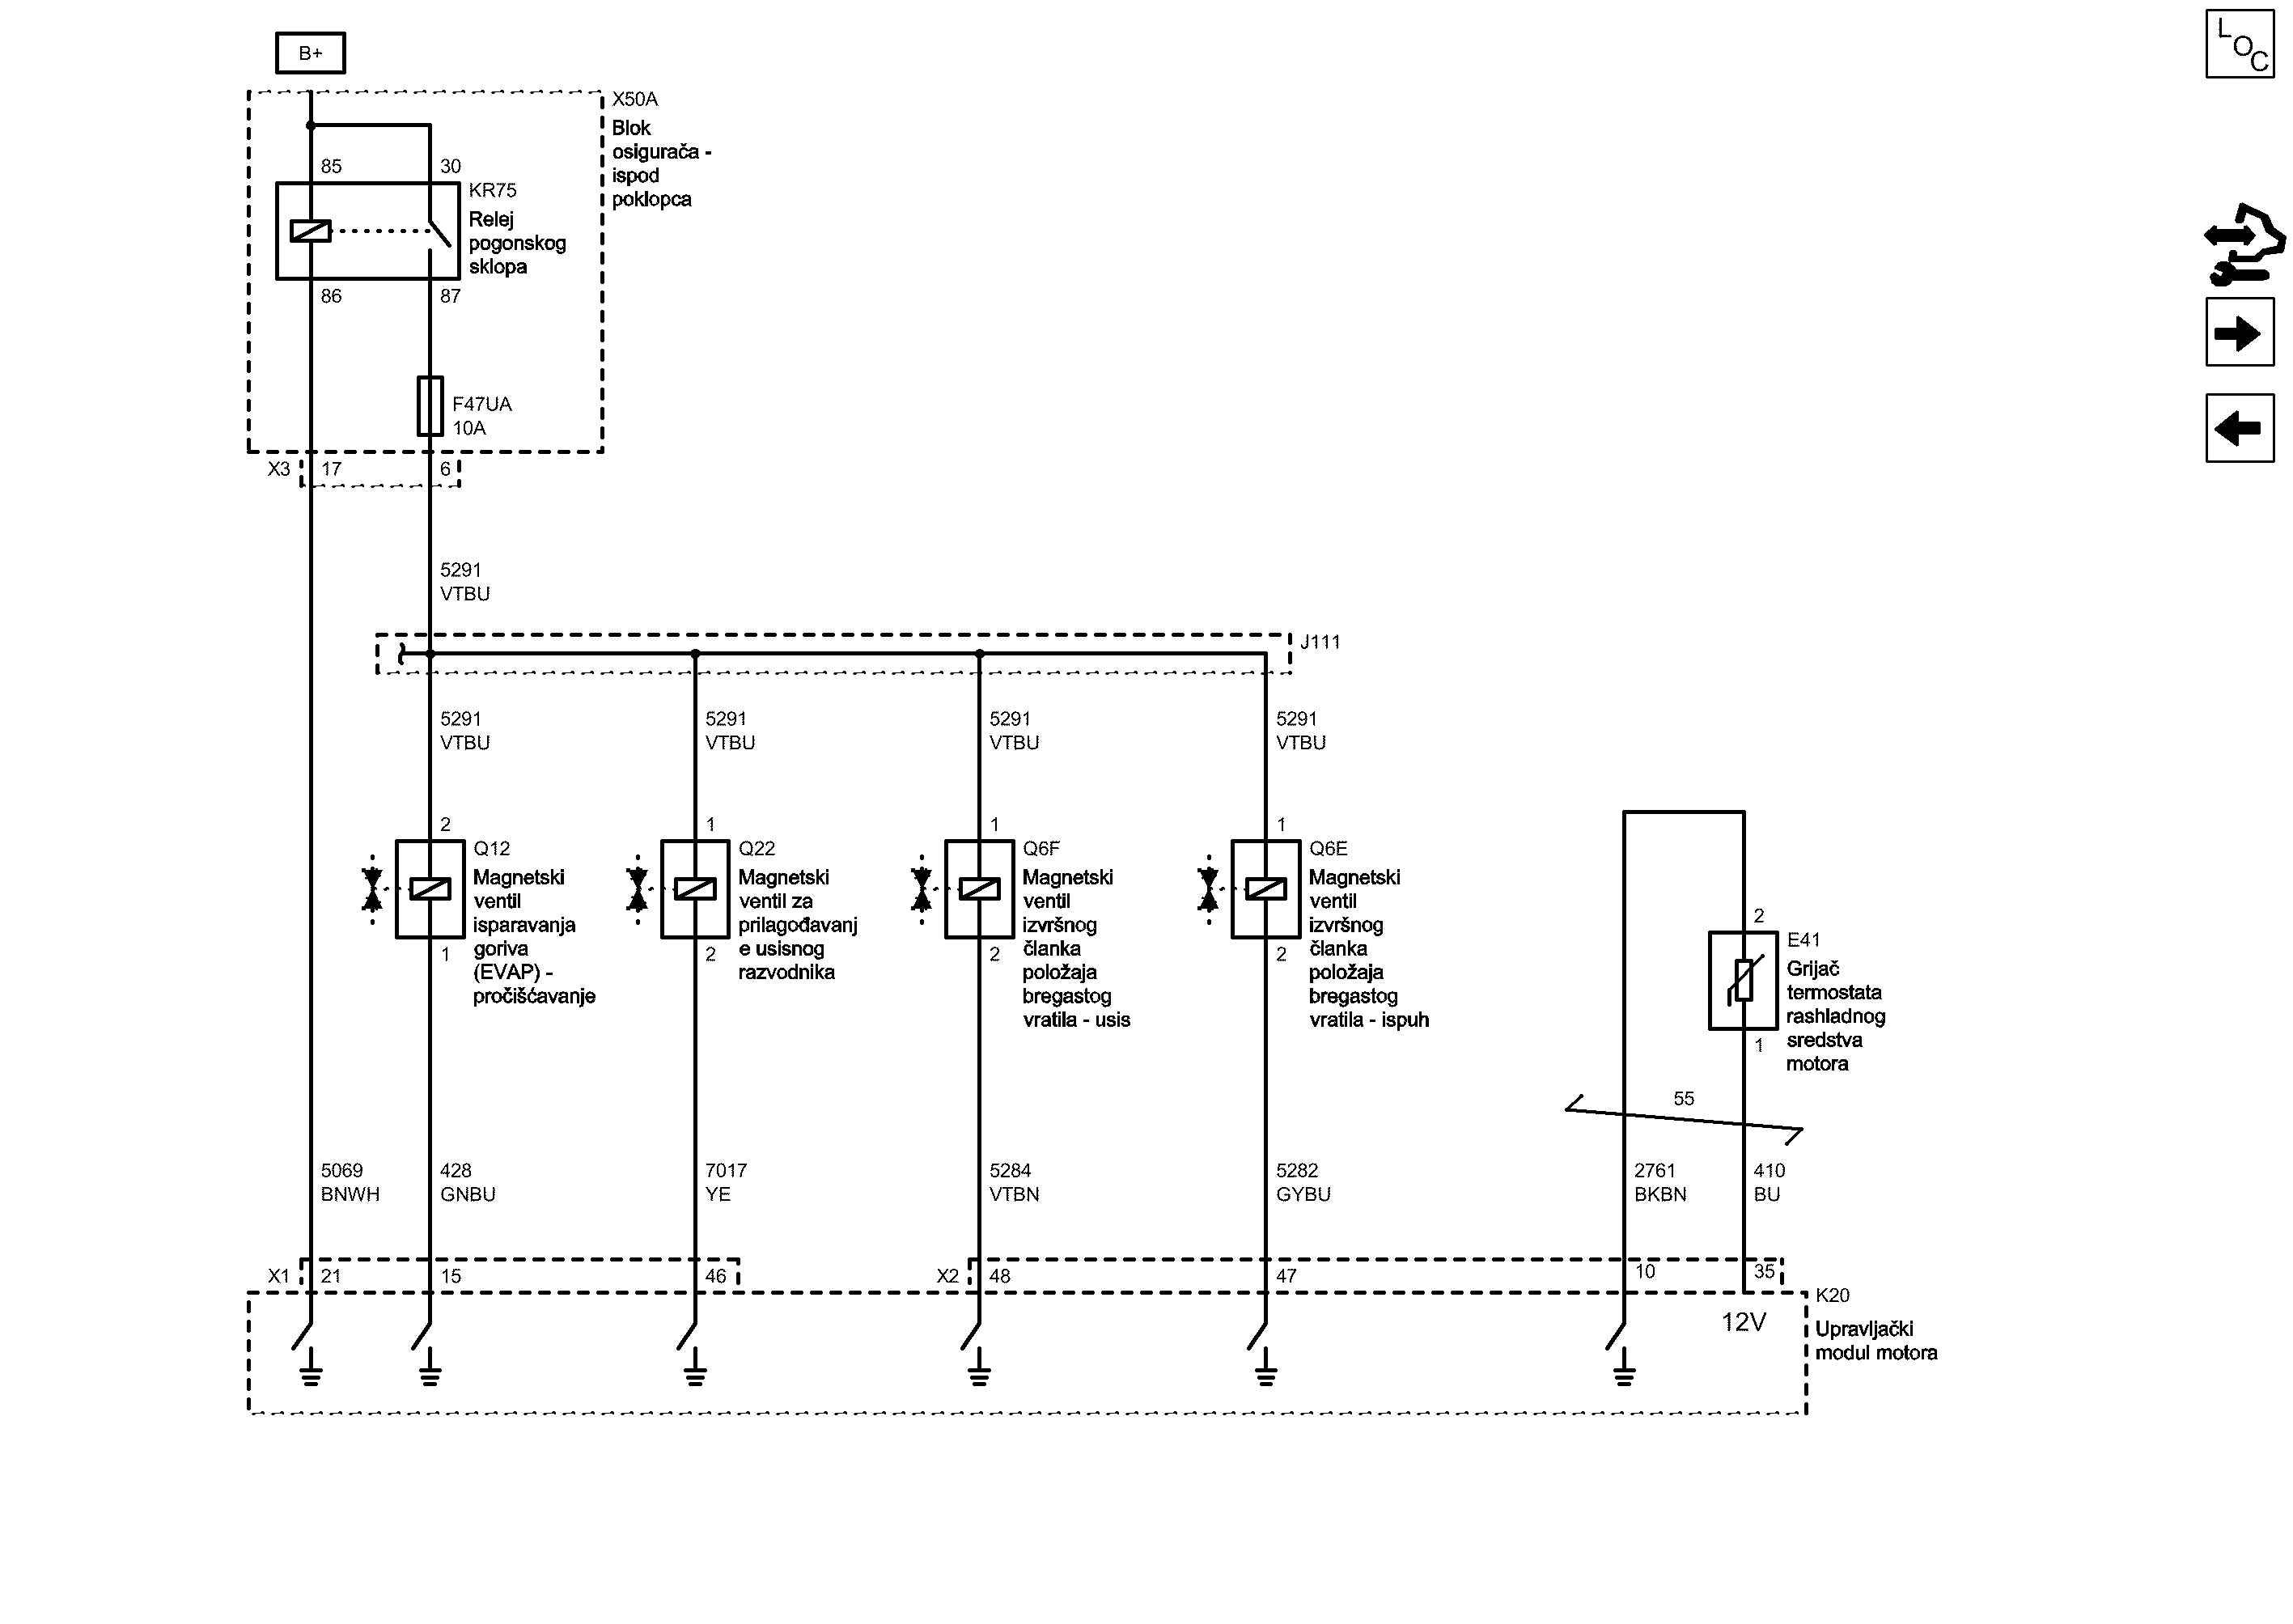 B+
LOC
X50A
Blok
osigurača -
ispod
poklopca
85
30
KR75
Relej
pogonskog
sklopa
86
87
F47UA
10A
X3
17
6
5291
VTBU
J111
5291
VTBU
5291
VTBU
5291
VTBU
5291
VTBU
2
Q12
Magnetski
ventil
isparavanja
goriva
(EVAP) -
pročišćavanje
1
1
Q22
Magnetski
ventil za
prilagođavanj
e usisnog
razvodnika
2
1
Q6F
Magnetski
ventil
izvršnog
članka
položaja
bregastog
vratila - usis
2
1
Q6E
Magnetski
ventil
izvršnog
članka
položaja
bregastog
vratila - ispuh
2
2
E41
Grijač
termostata
rashladnog
sredstva
motora
1
55
5069
BNWH
428
GNBU
7017
YE
5284
VTBN
5282
GYBU
2761
BKBN
410
BU
X1
21
15
46
X2
48
47
10
35
K20
12V
Upravljački
modul motora